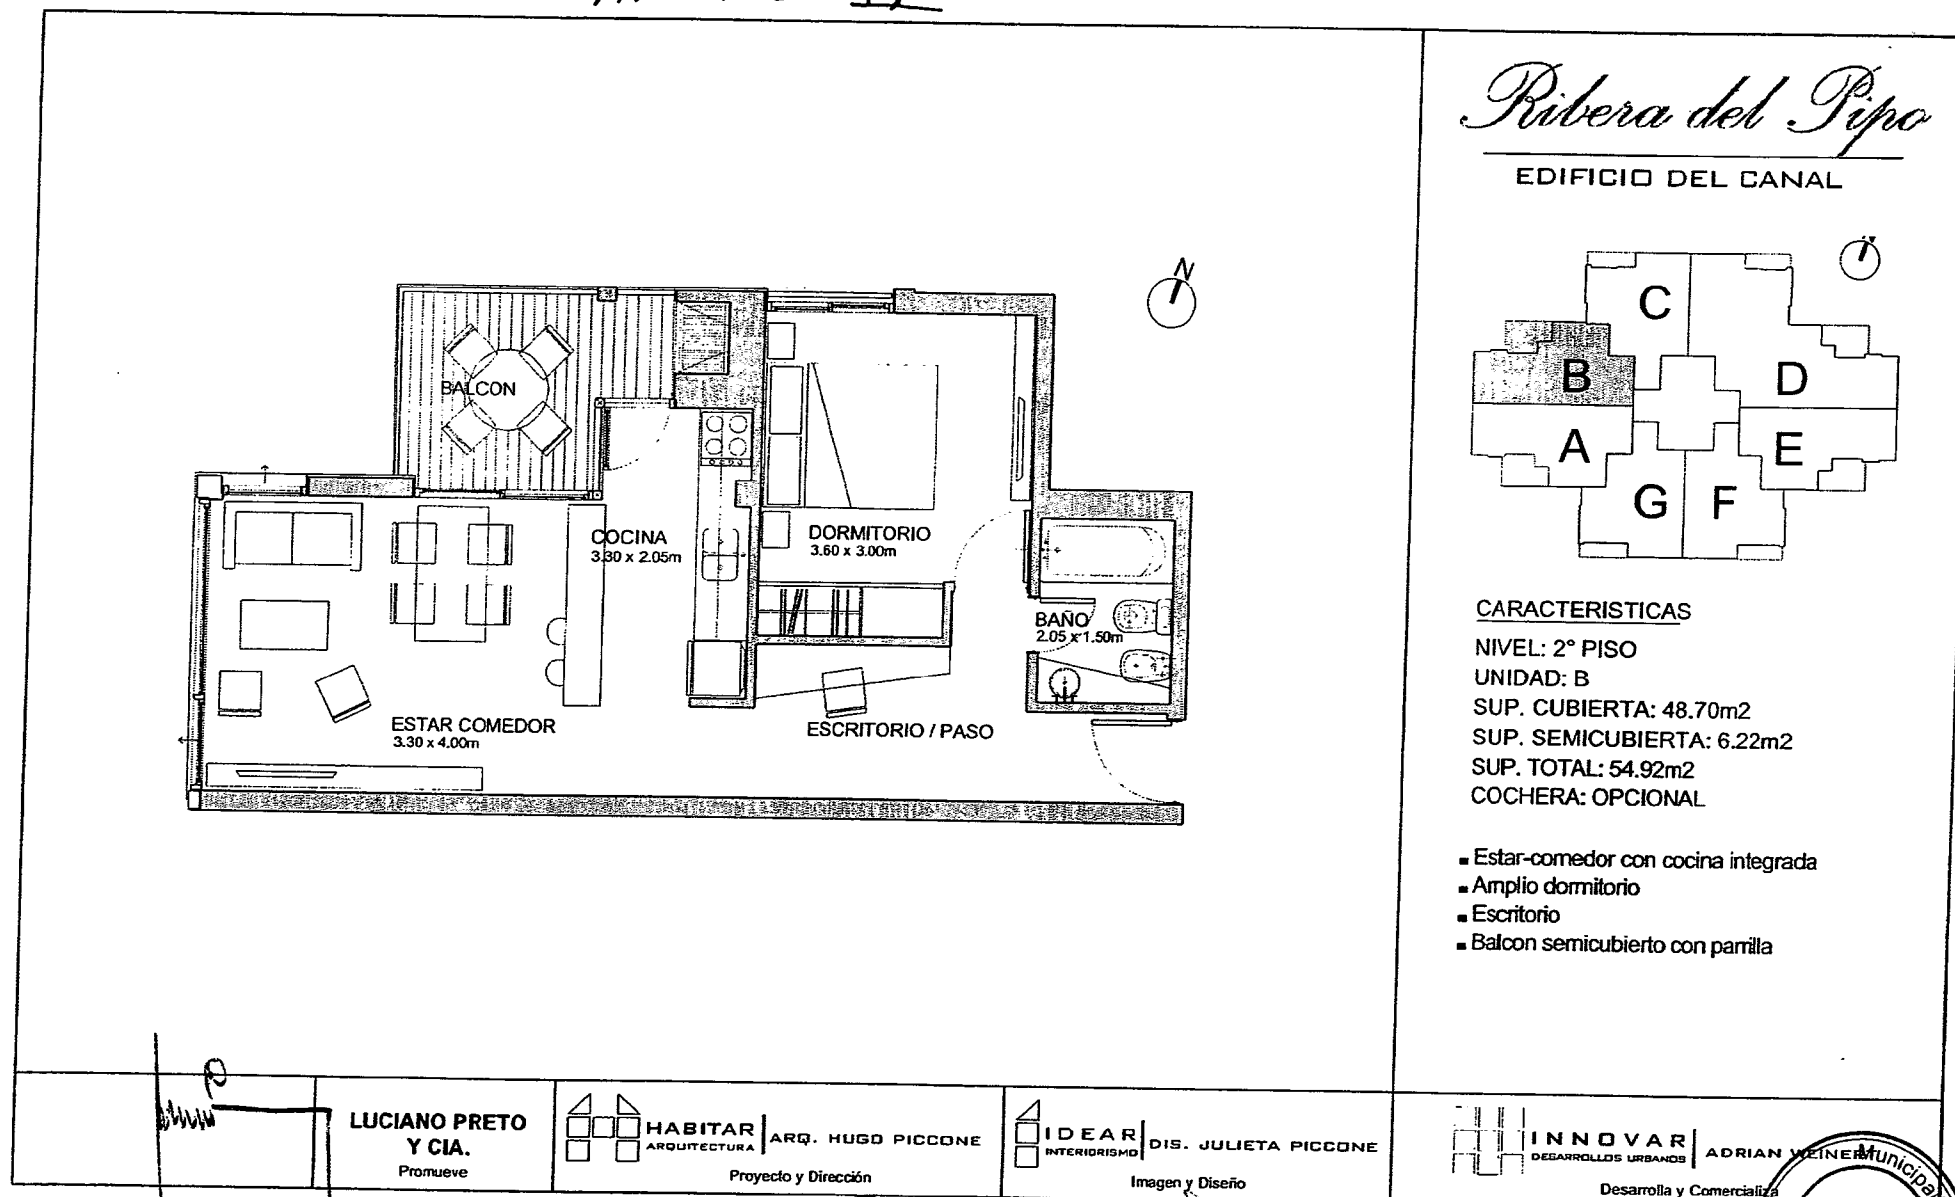 Ribera del Pipo
EDIFICIO DEL CANAL
N
C
B
D
A
E
G
F
BALCON
COCINA
3.30 x 2.05m
DORMITORIO
3.60 x 3.00m
BAÑO
2.05 x 1.50m
ESTAR COMEDOR
3.30 x 4.00m
ESCRITORIO / PASO
CARACTERISTICAS
NIVEL: 2° PISO
UNIDAD: B
SUP. CUBIERTA: 48.70m2
SUP. SEMICUBIERTA: 6.22m2
SUP. TOTAL: 54.92m2
COCHERA: OPCIONAL
▪ Estar-comedor con cocina integrada
▪ Amplio dormitorio
▪ Escritorio
▪ Balcon semicubierto con parrilla
LUCIANO PRETO
Y CIA.
Promueve
HABITAR
ARQUITECTURA
ARQ. HUGO PICCONE
Proyecto y Dirección
IDEAR
INTERIORISMO
DIS. JULIETA PICCONE
Imagen y Diseño
INNOVAR
DESARROLLOS URBANOS
ADRIAN WEINER
Desarrolla y Comercializa
Municipa